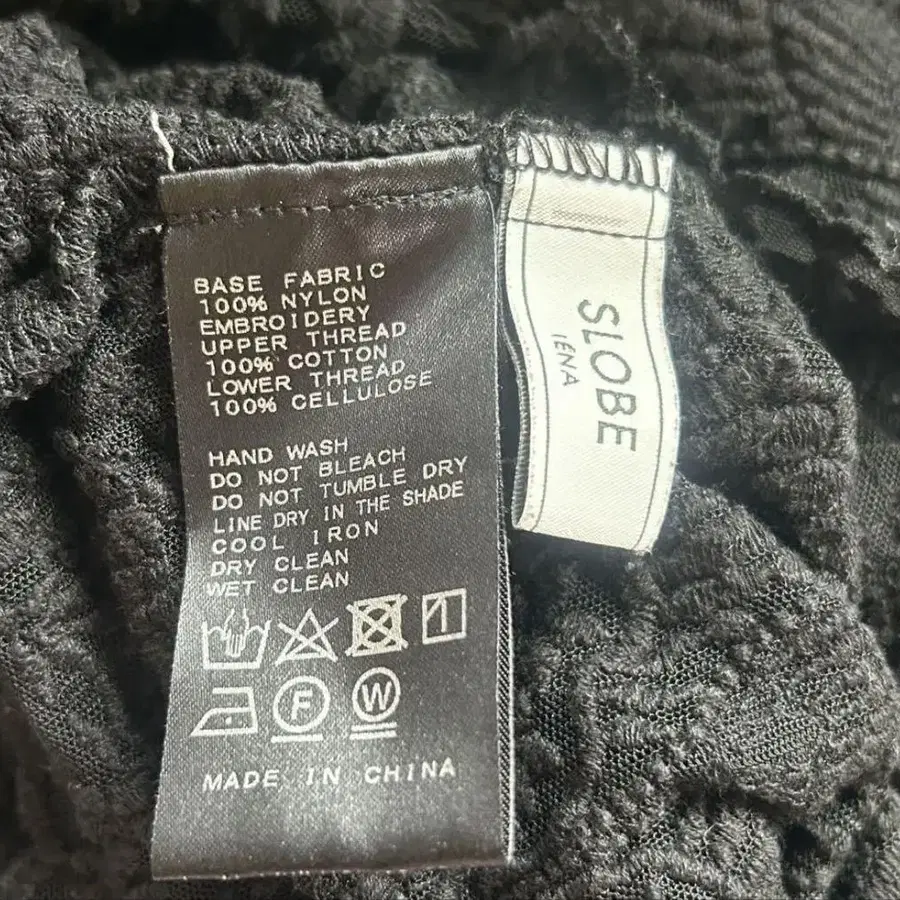 BASE FABRIC
100% NYLON
EMBROIDERY
UPPER THREAD
100% COTTON
LOWER THREAD
100% CELLULOSE
HAND WASH
DO NOT BLEACH
DO NOT TUMBLE DRY
LINE DRY IN THE SHADE
COOL IRON
DRY CLEAN
WET CLEAN
F
W
MADE IN CHINA
SLOBE
IÉNA